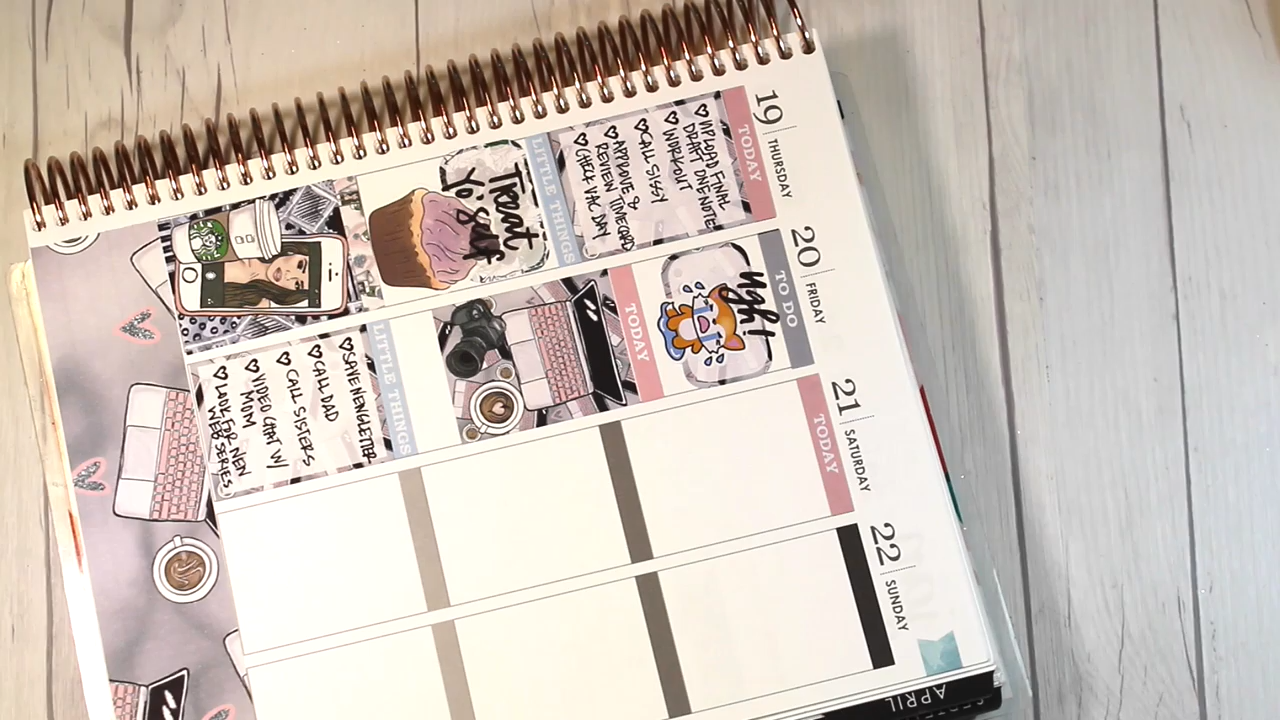 19
THURSDAY
TODAY
♡UPLOAD FINAL
DRAFT ONENOTE
♡WORKOUT
♡CALL SISSY
♡APPROVE &
REVIEW TIMECARD
♡CHECK VAC DAY
LITTLE THINGS
Treat
Yo'self
20
FRIDAY
TO DO
ugh!
TODAY
LITTLE THINGS
♡SAVE NEWSLETTER
♡CALL DAD
♡CALL SISTERS
♡VIDEO CHAT W/
MOM
♡LOOK FOR NEW
WEB SERIES
21
SATURDAY
TODAY
22
SUNDAY
APRIL